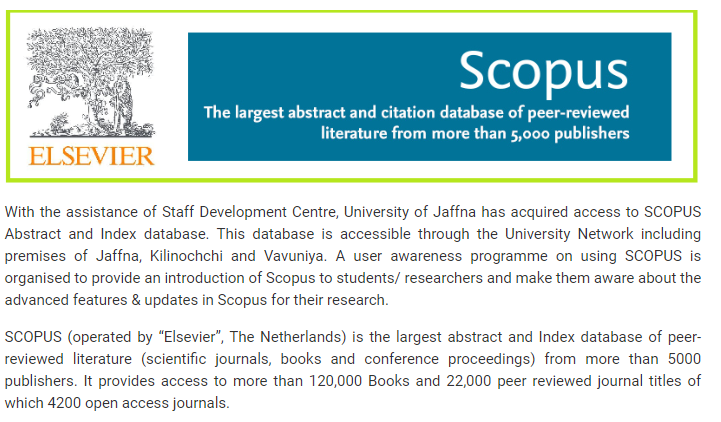 Scopus
The largest abstract and citation database of peer-reviewed
literature from more than 5,000 publishers
ELSEVIER
With the assistance of Staff Development Centre, University of Jaffna has acquired access to SCOPUS
Abstract and Index database. This database is accessible through the University Network including
premises of Jaffna, Kilinochchi and Vavuniya. A user awareness programme on using SCOPUS is
organised to provide an introduction of Scopus to students/ researchers and make them aware about the
advanced features & updates in Scopus for their research.
SCOPUS (operated by “Elsevier”, The Netherlands) is the largest abstract and Index database of peer-
reviewed literature (scientific journals, books and conference proceedings) from more than 5000
publishers. It provides access to more than 120,000 Books and 22,000 peer reviewed journal titles of
which 4200 open access journals.